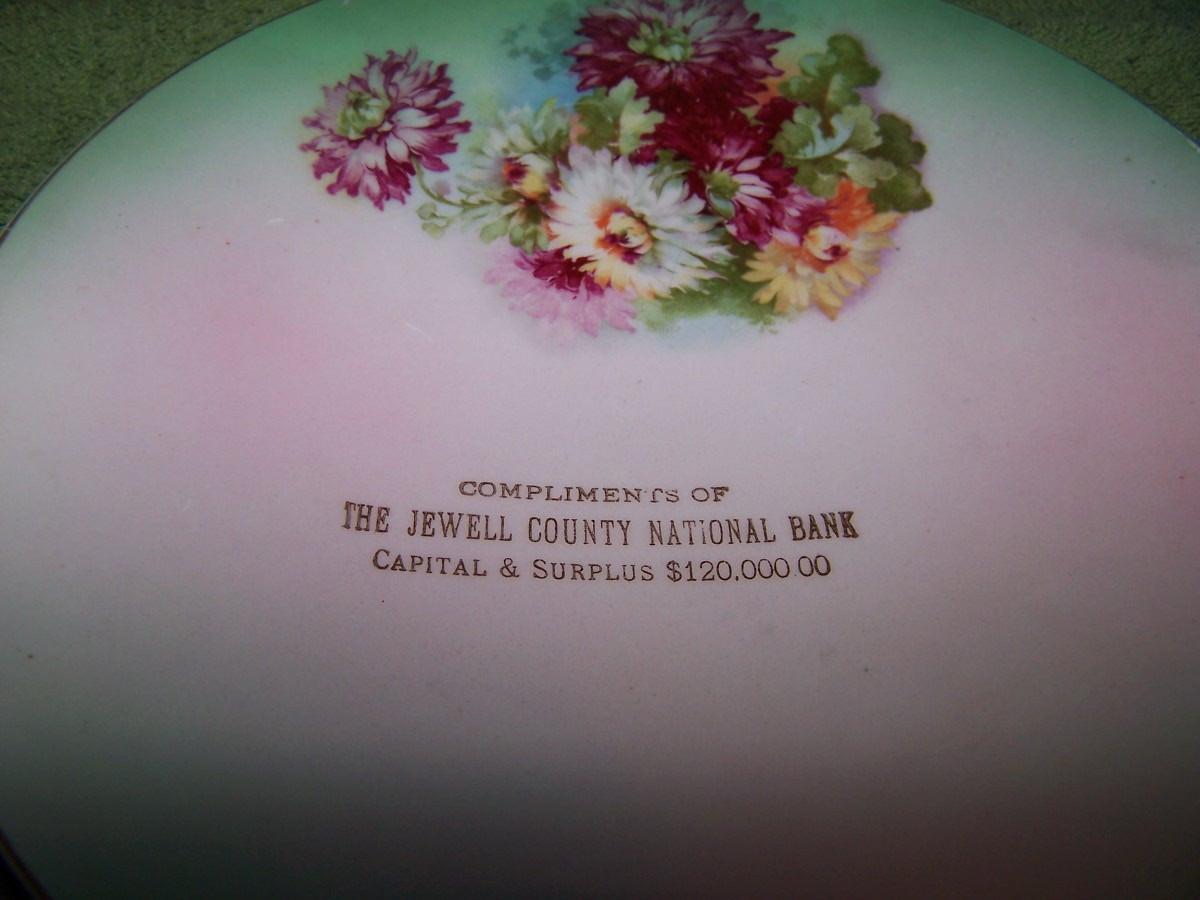 COMPLIMENTS OF
THE JEWELL COUNTY NATIONAL BANK
CAPITAL & SURPLUS $120,000.00